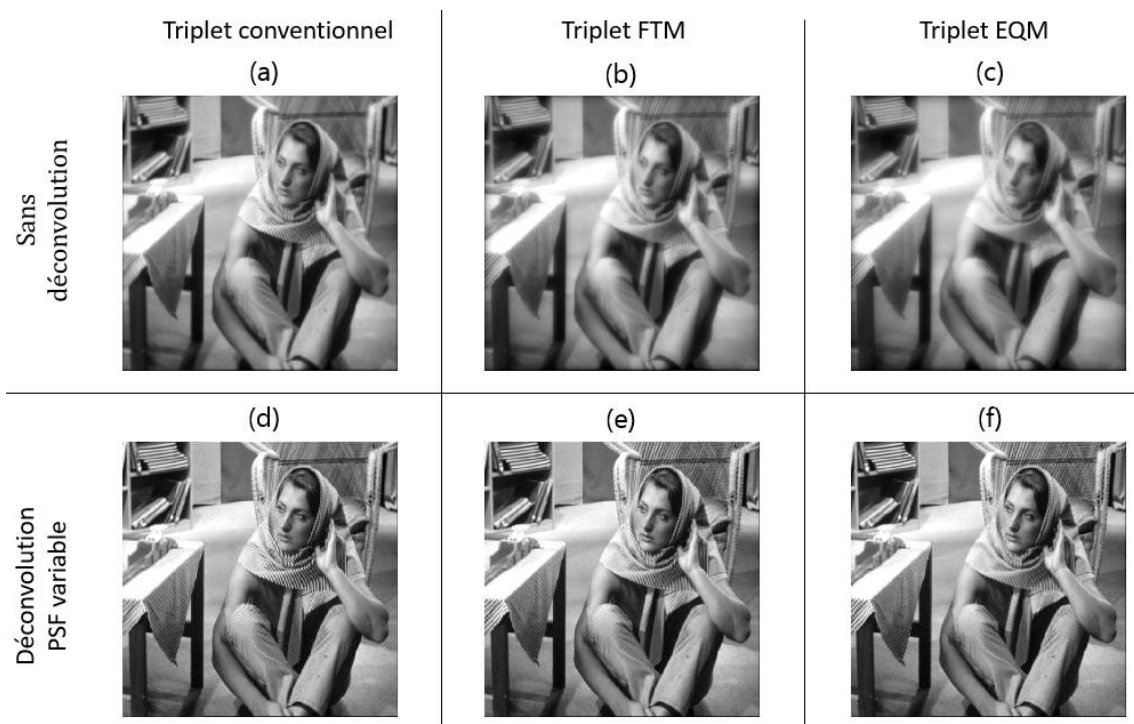 Triplet conventionnel
Triplet FTM
Triplet EQM
(a)
(b)
(c)
Sans
déconvolution
(d)
(e)
(f)
Déconvolution
PSF variable